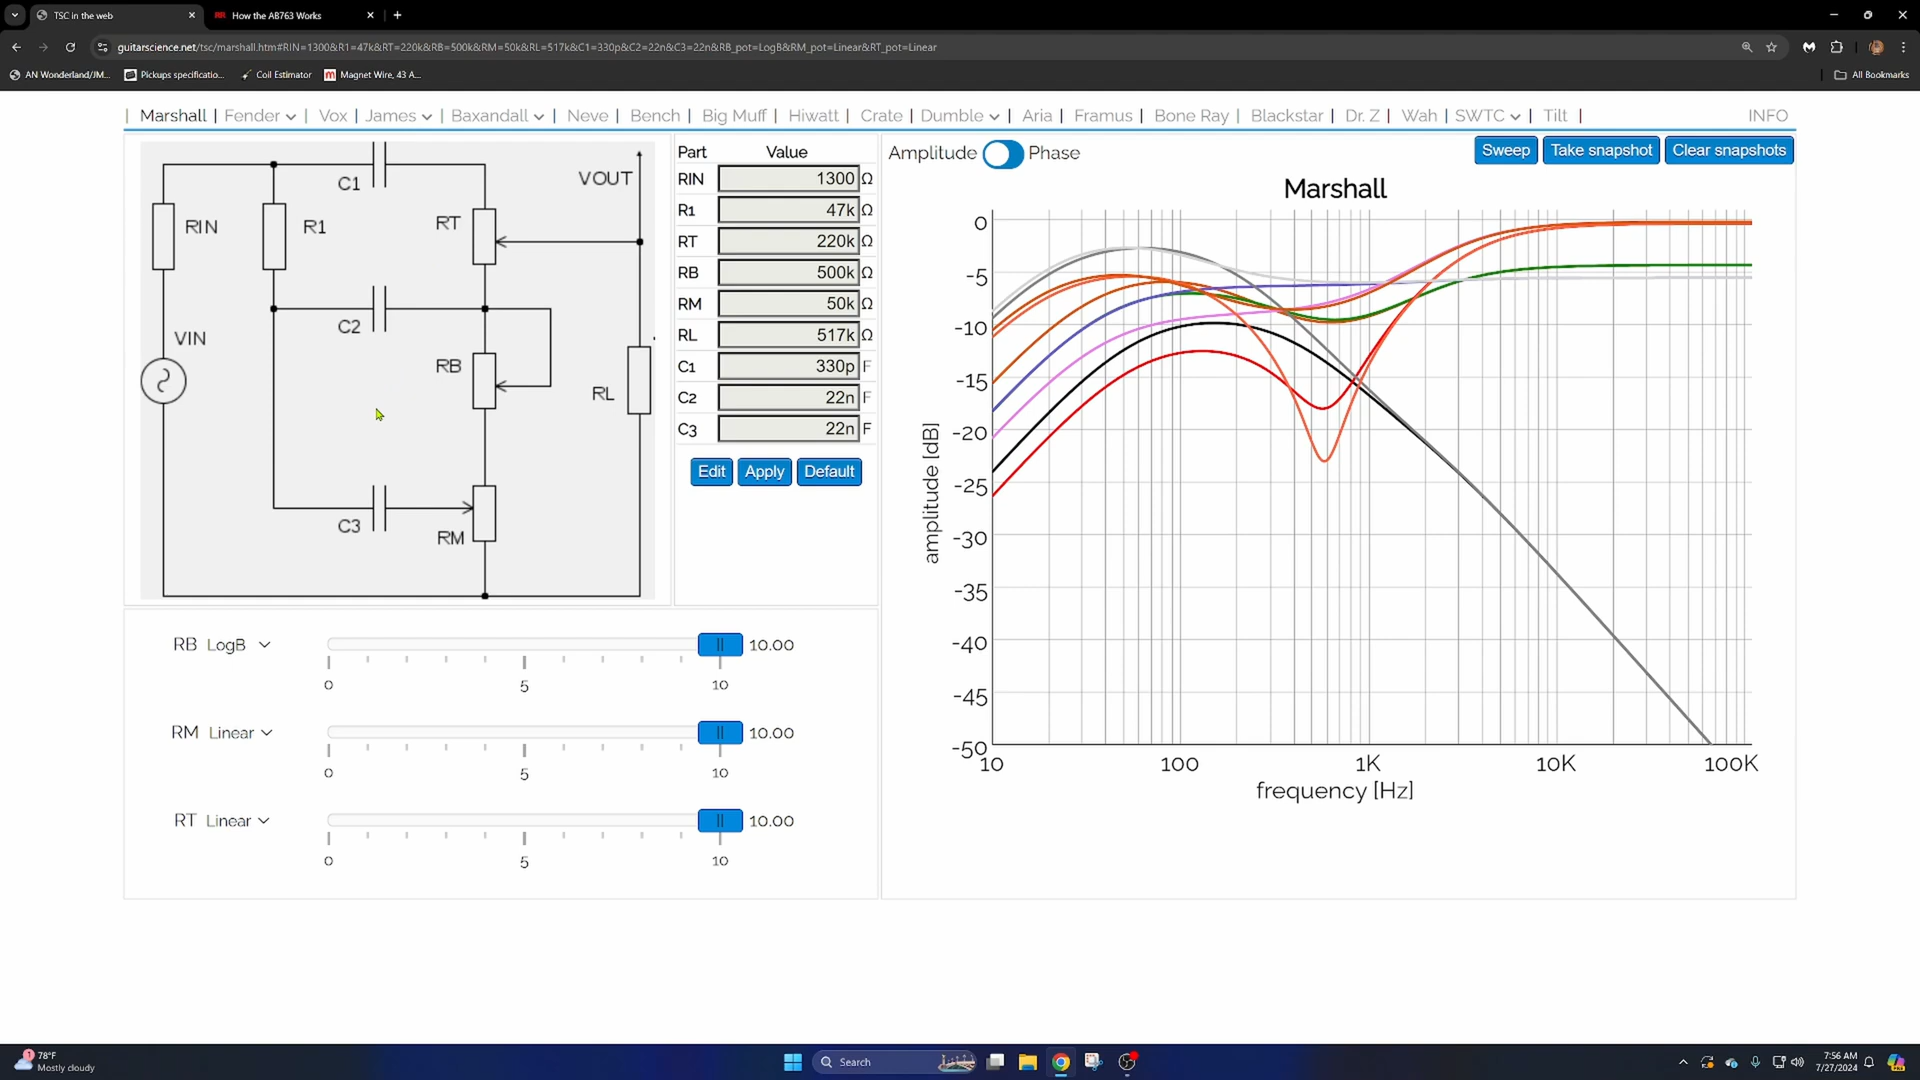 TSC in the web
How the AB763 Works
guitarscience.net/tsc/marshall.htm#RIN=1300&R1=47k&RT=220k&RB=500k&RM=50k&RL=517k&C1=330p&C2=22n&C3=22n&RB_pot=LogB&RM_pot=Linear&RT_pot=Linear
AN Wonderland/JM... Pickups specificatio... Coil Estimator Magnet Wire, 43 A... All Bookmarks
| Marshall | Fender | Vox | James | Baxandall | Neve | Bench | Big Muff | Hiwatt | Crate | Dumble | Aria | Framus | Bone Ray | Blackstar | Dr. Z | Wah | SWTC | Tilt | INFO
C1
VOUT
RIN
R1
RT
C2
VIN
RB
RL
C3
RM
Part Value
RIN 1300 Ω
R1 47k Ω
RT 220k Ω
RB 500k Ω
RM 50k Ω
RL 517k Ω
C1 330p F
C2 22n F
C3 22n F
Edit Apply Default
RB LogB 10.00
0 5 10
RM Linear 10.00
0 5 10
RT Linear 10.00
0 5 10
Amplitude Phase
Sweep Take snapshot Clear snapshots
Marshall
0
-5
-10
-15
-20
-25
-30
-35
-40
-45
-50
amplitude [dB]
10 100 1K 10K 100K
frequency [Hz]
1
78°F
Mostly cloudy
Search
7:56 AM
7/27/2024